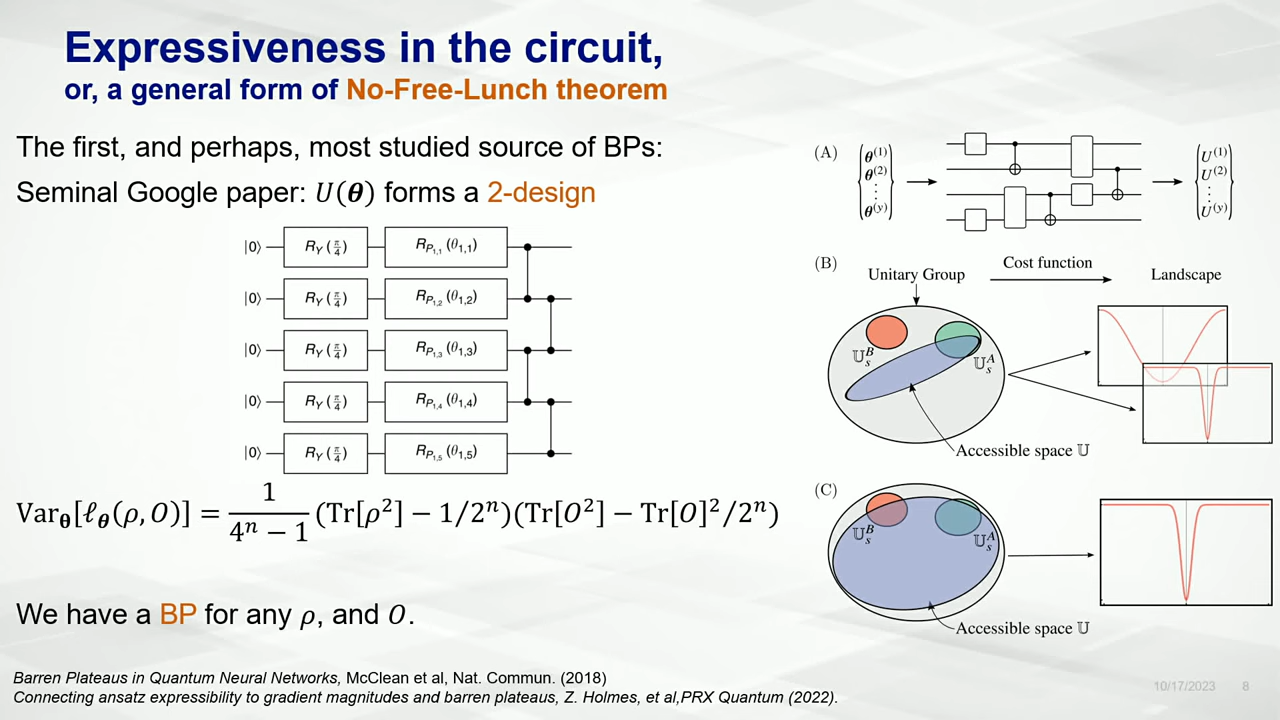 Expressiveness in the circuit,
or, a general form of No-Free-Lunch theorem
The first, and perhaps, most studied source of BPs:
Seminal Google paper: U(θ) forms a 2-design
|0⟩ R_Y(π/4) R_{P_{1,1}}(θ_{1,1})
|0⟩ R_Y(π/4) R_{P_{1,2}}(θ_{1,2})
|0⟩ R_Y(π/4) R_{P_{1,3}}(θ_{1,3})
|0⟩ R_Y(π/4) R_{P_{1,4}}(θ_{1,4})
|0⟩ R_Y(π/4) R_{P_{1,5}}(θ_{1,5})
Var_θ[ℓ_θ(ρ, O)] = 1/(4^n − 1) (Tr[ρ²] − 1/2^n)(Tr[O²] − Tr[O]²/2^n)
We have a BP for any ρ, and O.
(A)
θ^(1)
θ^(2)
⋮
θ^(y)
U^(1)
U^(2)
⋮
U^(y)
(B)
Unitary Group
Cost function
Landscape
𝕌_s^B
𝕌_s^A
Accessible space 𝕌
(C)
𝕌_s^B
𝕌_s^A
Accessible space 𝕌
Barren Plateaus in Quantum Neural Networks, McClean et al, Nat. Commun. (2018)
Connecting ansatz expressibility to gradient magnitudes and barren plateaus, Z. Holmes, et al,PRX Quantum (2022).
10/17/2023 8